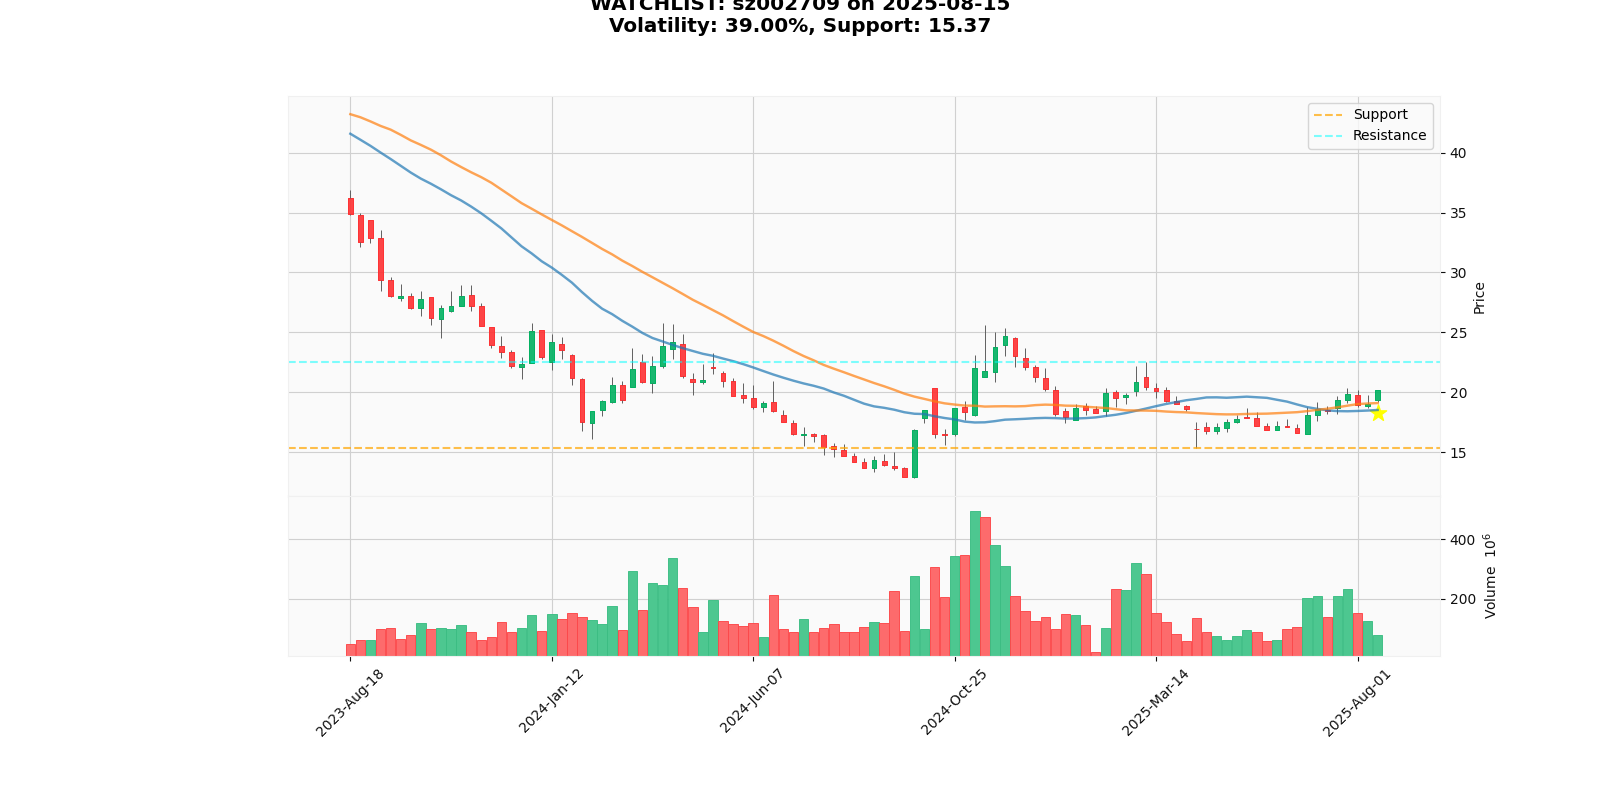 WATCHLIST: sz002709 on 2025-08-15
Volatility: 39.00%, Support: 15.37
Support
Resistance
40
35
30
25
20
15
Price
400
200
Volume 10⁶
2023-Aug-18
2024-Jan-12
2024-Jun-07
2024-Oct-25
2025-Mar-14
2025-Aug-01